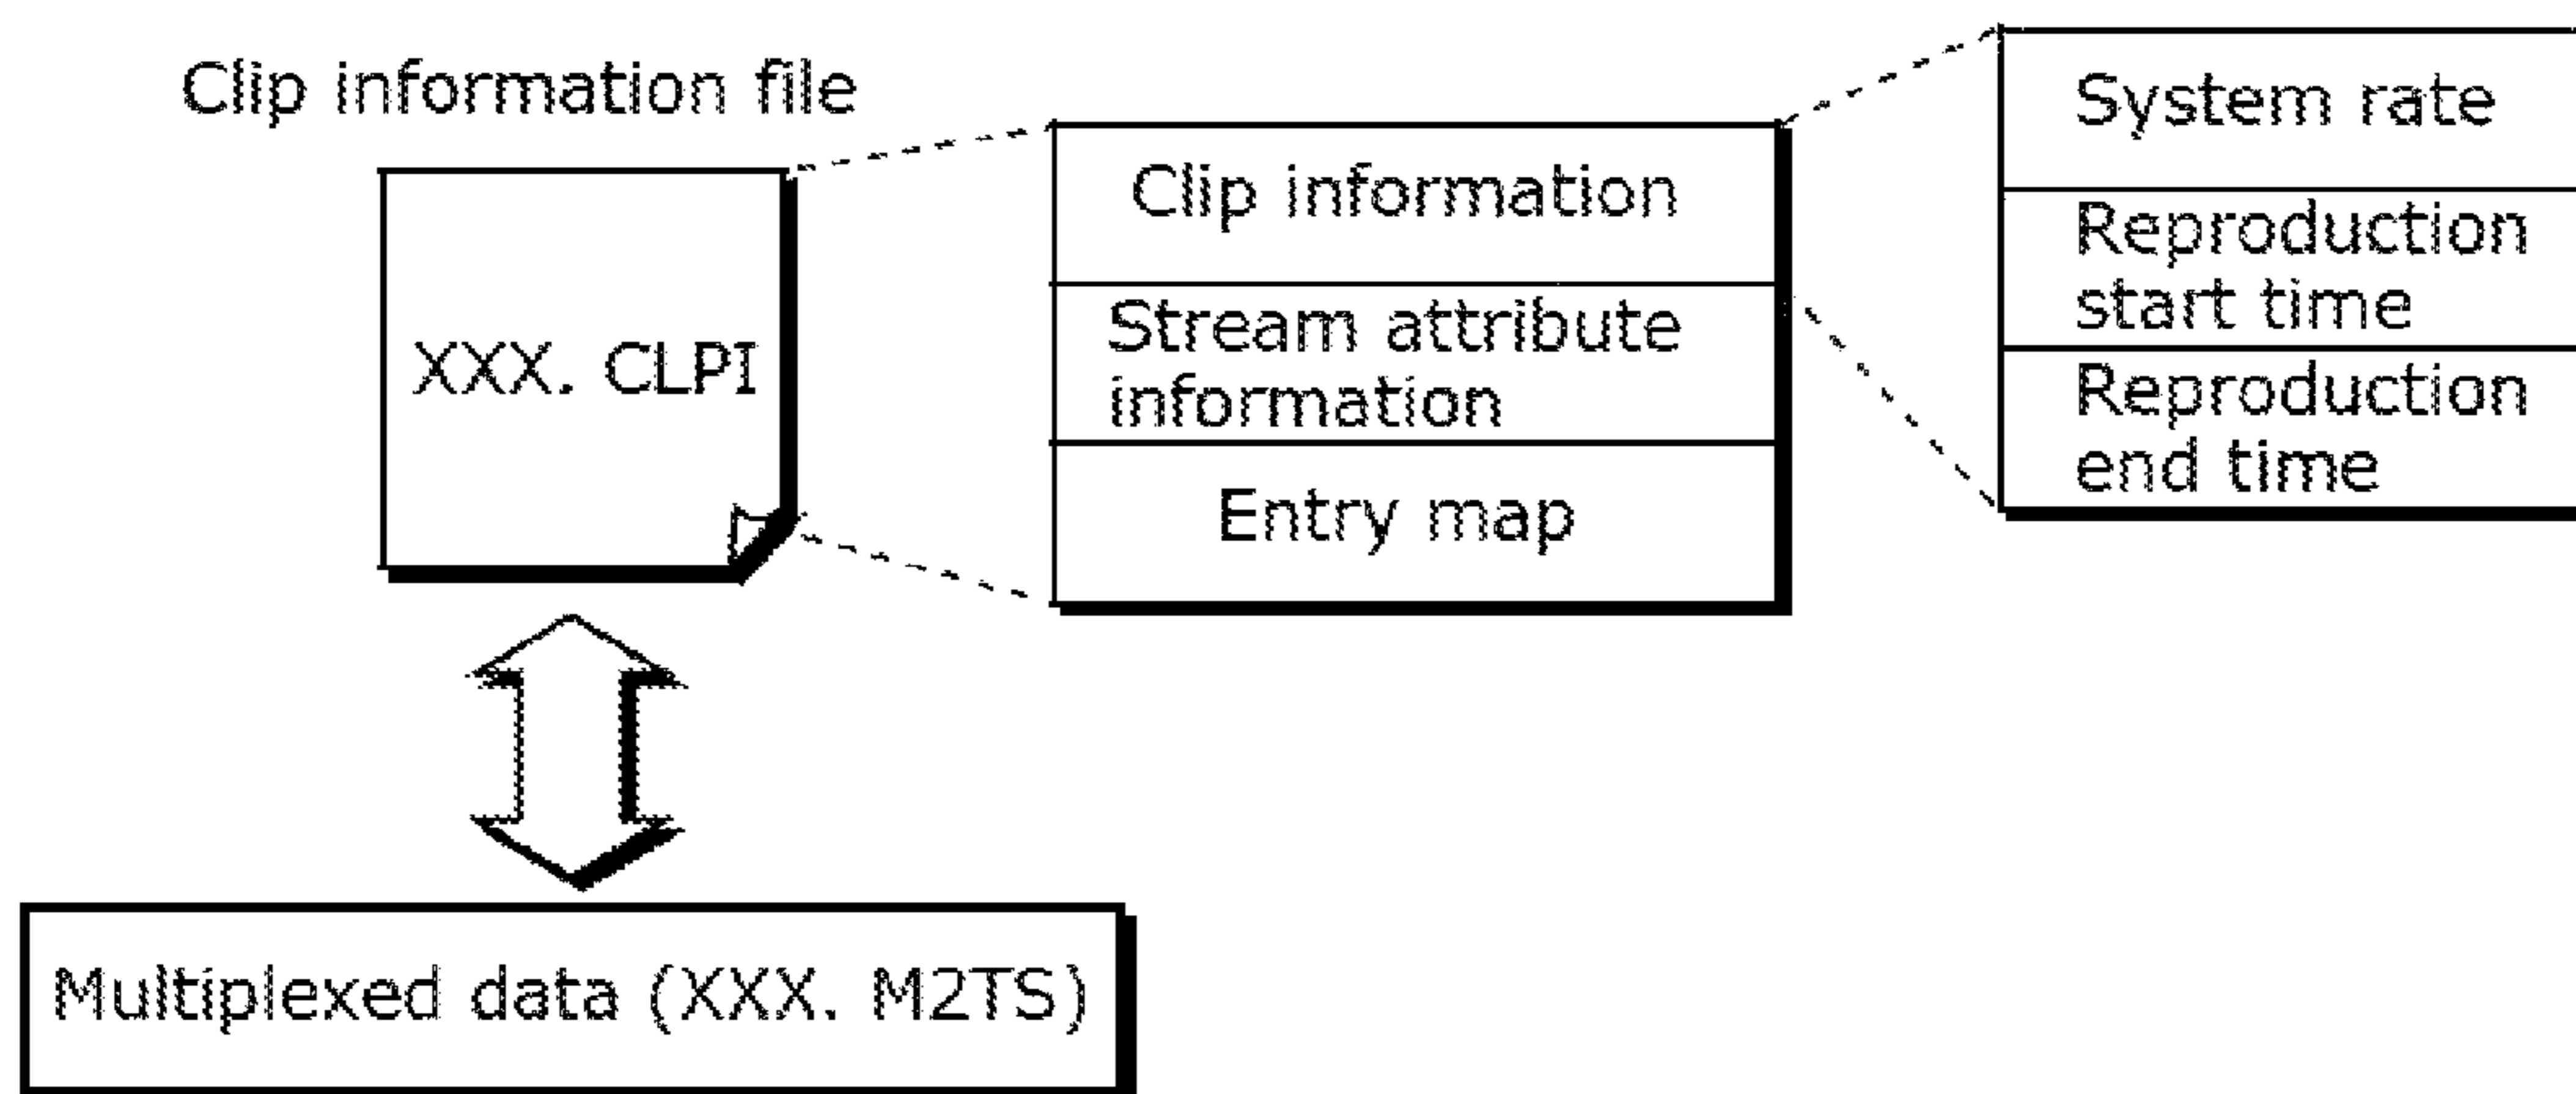 Clip information file
XXX. CLPI
Clip information
Stream attribute
information
Entry map
System rate
Reproduction
start time
Reproduction
end time
Multiplexed data (XXX. M2TS)